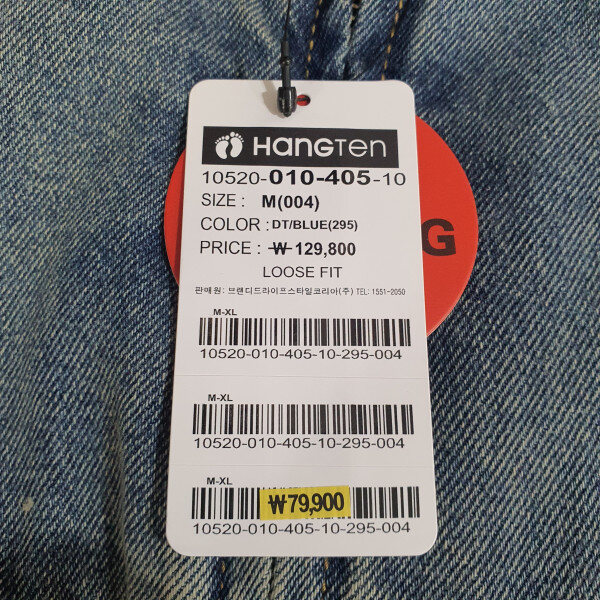 HANGTEN
10520-010-405-10
SIZE : M(004)
COLOR : DT/BLUE(295)
PRICE : ₩ 129,800
LOOSE FIT
판매원: 브랜디드라이프스타일코리아(주) TEL: 1551-2050
M-XL
10520-010-405-10-295-004
M-XL
10520-010-405-10-295-004
M-XL
₩79,900
10520-010-405-10-295-004
G